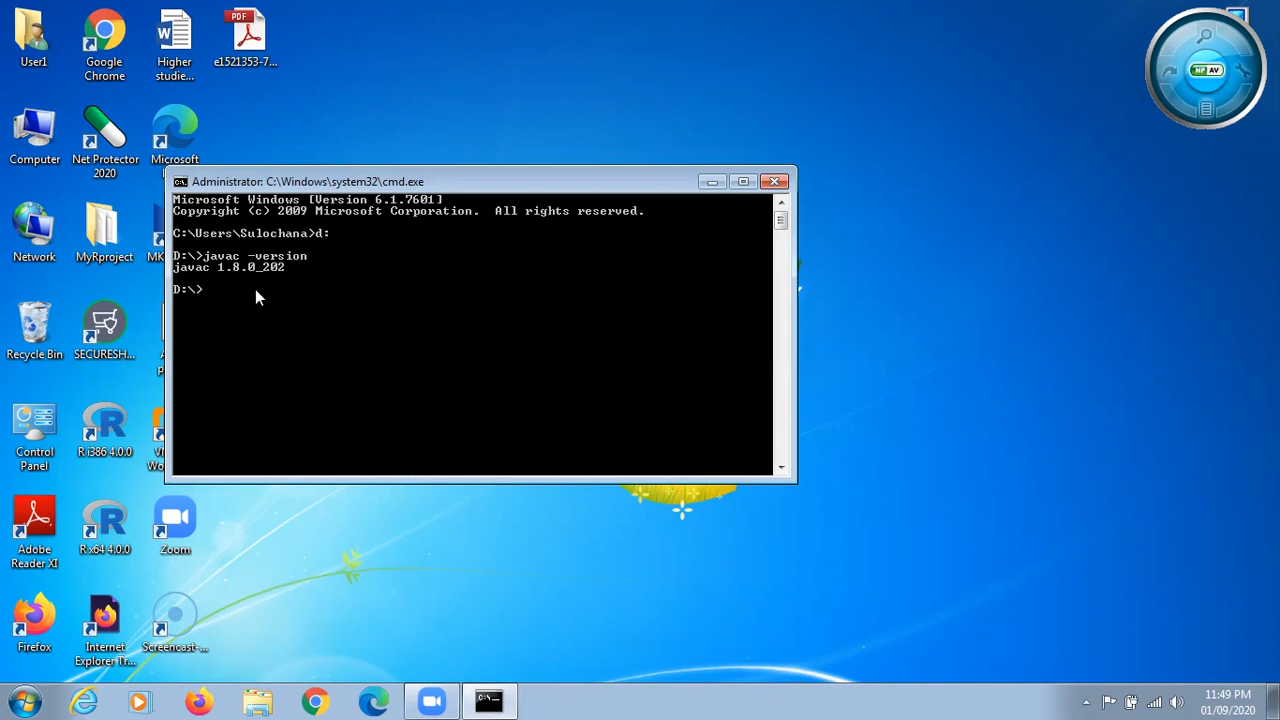 User1
Google
Chrome
Higher
studie...
PDF
e1521353-7...
Computer
Net Protector
2020
Microsoft
Network
MyRproject
Recycle Bin
SECURESH...
Control
Panel
R i386 4.0.0
Adobe
Reader XI
R x64 4.0.0
Zoom
Firefox
Internet
Explorer Tr...
Screencast-...
NP AV
Administrator: C:\Windows\system32\cmd.exe
Microsoft Windows [Version 6.1.7601]
Copyright (c) 2009 Microsoft Corporation.  All rights reserved.
C:\Users\Sulochana>d:
D:\>javac -version
javac 1.8.0_202
D:\>
11:49 PM
01/09/2020